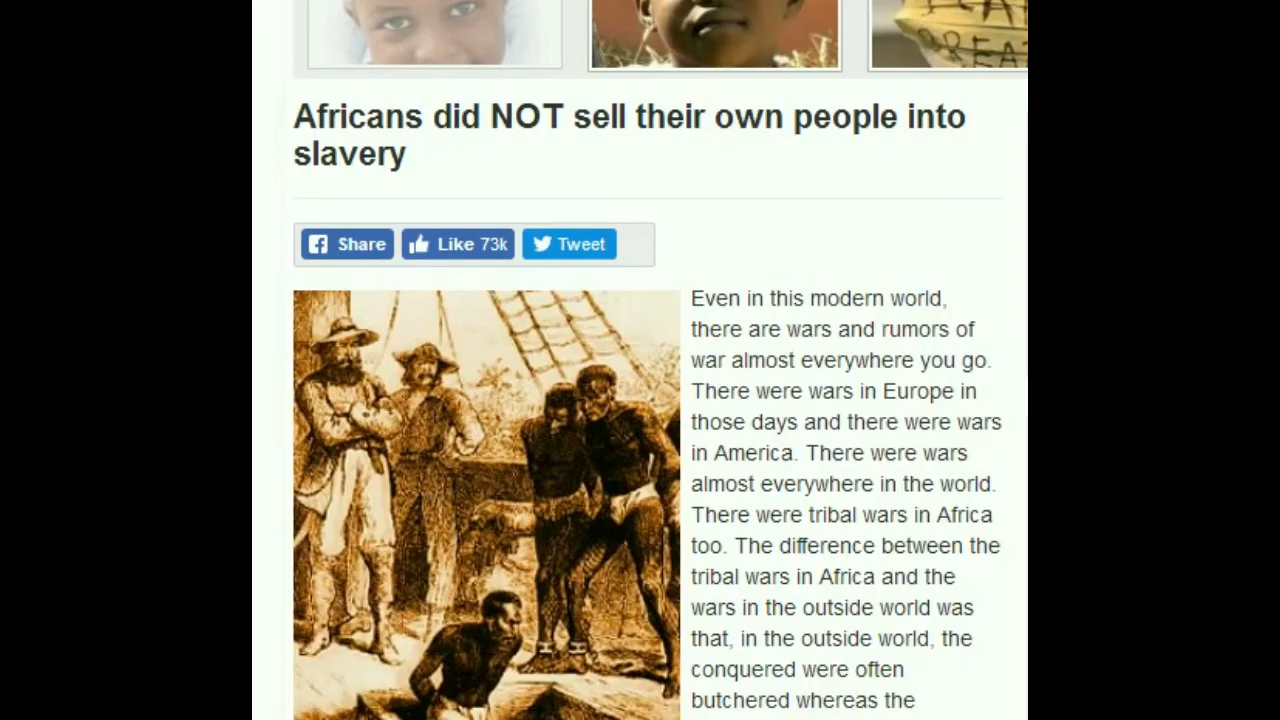 Africans did NOT sell their own people into
slavery
Share
Like 73k
Tweet
Even in this modern world,
there are wars and rumors of
war almost everywhere you go.
There were wars in Europe in
those days and there were wars
in America. There were wars
almost everywhere in the world.
There were tribal wars in Africa
too. The difference between the
tribal wars in Africa and the
wars in the outside world was
that, in the outside world, the
conquered were often
butchered whereas the